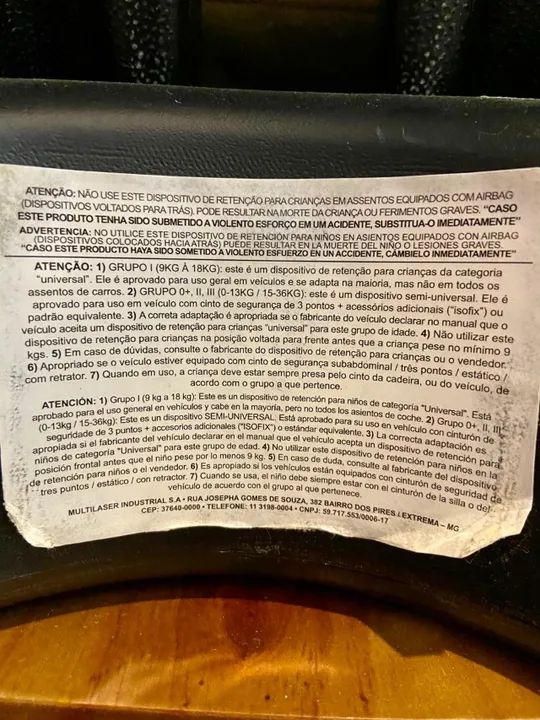 ATENÇÃO: NÃO USE ESTE DISPOSITIVO DE RETENÇÃO PARA CRIANÇAS EM ASSENTOS EQUIPADOS COM AIRBAG
(DISPOSITIVOS VOLTADOS PARA TRÁS). PODE RESULTAR NA MORTE DA CRIANÇA OU FERIMENTOS GRAVES. "CASO
ESTE PRODUTO TENHA SIDO SUBMETIDO A VIOLENTO ESFORÇO EM UM ACIDENTE, SUBSTITUA-O IMEDIATAMENTE"
ADVERTENCIA: NO UTILICE ESTE DISPOSITIVO DE RETENCIÓN PARA NIÑOS EN ASIENTOS EQUIPADOS CON AIRBAG
(DISPOSITIVOS COLOCADOS HACIA ATRÁS) PUEDE RESULTAR EN LA MUERTE DEL NIÑO O LESIONES GRAVES.
"CASO ESTE PRODUCTO HAYA SIDO SOMETIDO A VIOLENTO ESFUERZO EN UN ACCIDENTE, CÁMBIELO INMEDIATAMENTE"
ATENÇÃO: 1) GRUPO I (9KG À 18KG): este é um dispositivo de retenção para crianças da categoria
"universal". Ele é aprovado para uso geral em veículos e se adapta na maioria, mas não em todos os
assentos de carros. 2) GRUPO 0+, II, III (0-13KG / 15-36KG): este é um dispositivo semi-universal. Ele é
aprovado para uso em veículo com cinto de segurança de 3 pontos + acessórios adicionais ("isofix") ou
padrão equivalente. 3) A correta adaptação é apropriada se o fabricante do veículo declarar no manual que o
veículo aceita um dispositivo de retenção para crianças "universal" para este grupo de idade. 4) Não utilizar este
dispositivo de retenção para crianças na posição voltada para frente antes que a criança pese no mínimo 9
kgs. 5) Em caso de dúvidas, consulte o fabricante do dispositivo de retenção para crianças ou o vendedor.
6) Apropriado se o veículo estiver equipado com cinto de segurança subabdominal / três pontos / estático /
com retrator. 7) Quando em uso, a criança deve estar sempre presa pelo cinto da cadeira, ou do veículo, de
acordo com o grupo a que pertence.
ATENCIÓN: 1) Grupo I (9 kg a 18 kg): Este es un dispositivo de retención para niños de categoría "Universal". Está
aprobado para el uso general en vehículos y cabe en la mayoría, pero no todos los asientos de coche. 2) Grupo 0+, II, III
(0-13kg / 15-36kg): Este es un dispositivo SEMI-UNIVERSAL. Está aprobado para su uso en vehículo con cinturón de
seguridade de 3 puntos + accesorios adicionales ("ISOFIX") o estándar equivalente. 3) La correcta adaptación es
apropiada si el fabricante del vehículo declarar en el manual que el vehículo acepta un dispositivo de retención para
niños de categoría "Universal" para este grupo de edad. 4) No utilizar este dispositivo de retención para niños en la
posición frontal antes que el niño pese por lo menos 9 kg. 5) En caso de duda, consulte al fabricante del dispositivo
de retención para niños o el vendedor. 6) Es apropiado si los vehículos están equipados con cinturón de seguridad de
tres puntos / estático / con retractor. 7) Cuando se usa, el niño debe siempre estar con el cinturón de la silla o del
vehículo de acuerdo con el grupo al que pertenece.
MULTILASER INDUSTRIAL S.A • RUA JOSEPHA GOMES DE SOUZA, 382 BAIRRO DOS PIRES / EXTREMA – MG
CEP: 37640-0000 • TELEFONE: 11 3198-0004 • CNPJ: 59.717.553/0006-17